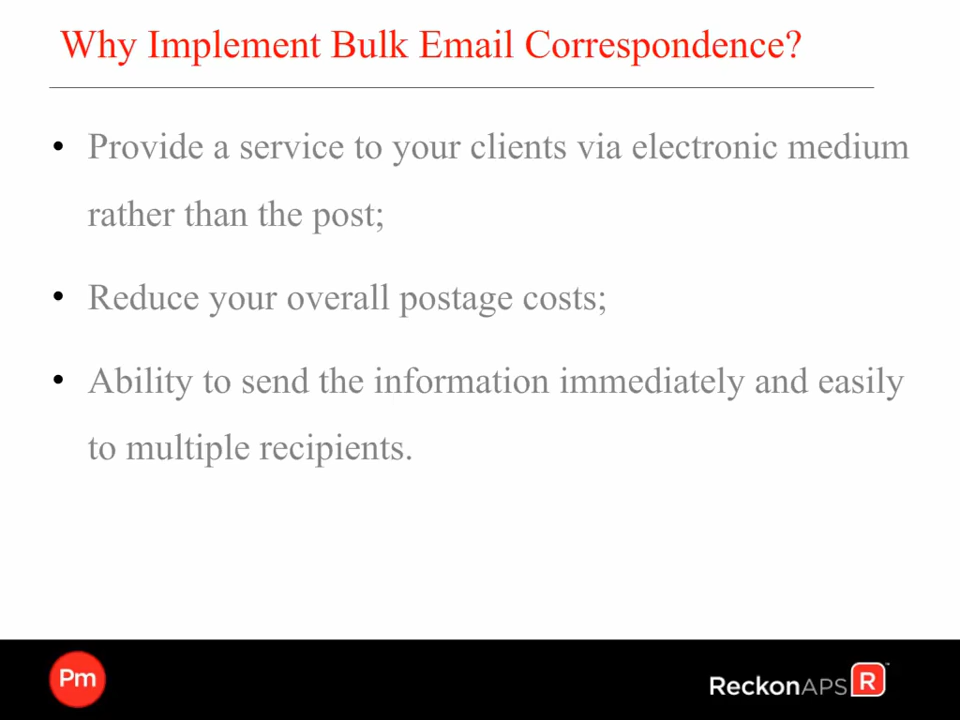 Why Implement Bulk Email Correspondence?
• Provide a service to your clients via electronic medium
rather than the post;
• Reduce your overall postage costs;
• Ability to send the information immediately and easily
to multiple recipients.
Pm
ReckonAPS R™